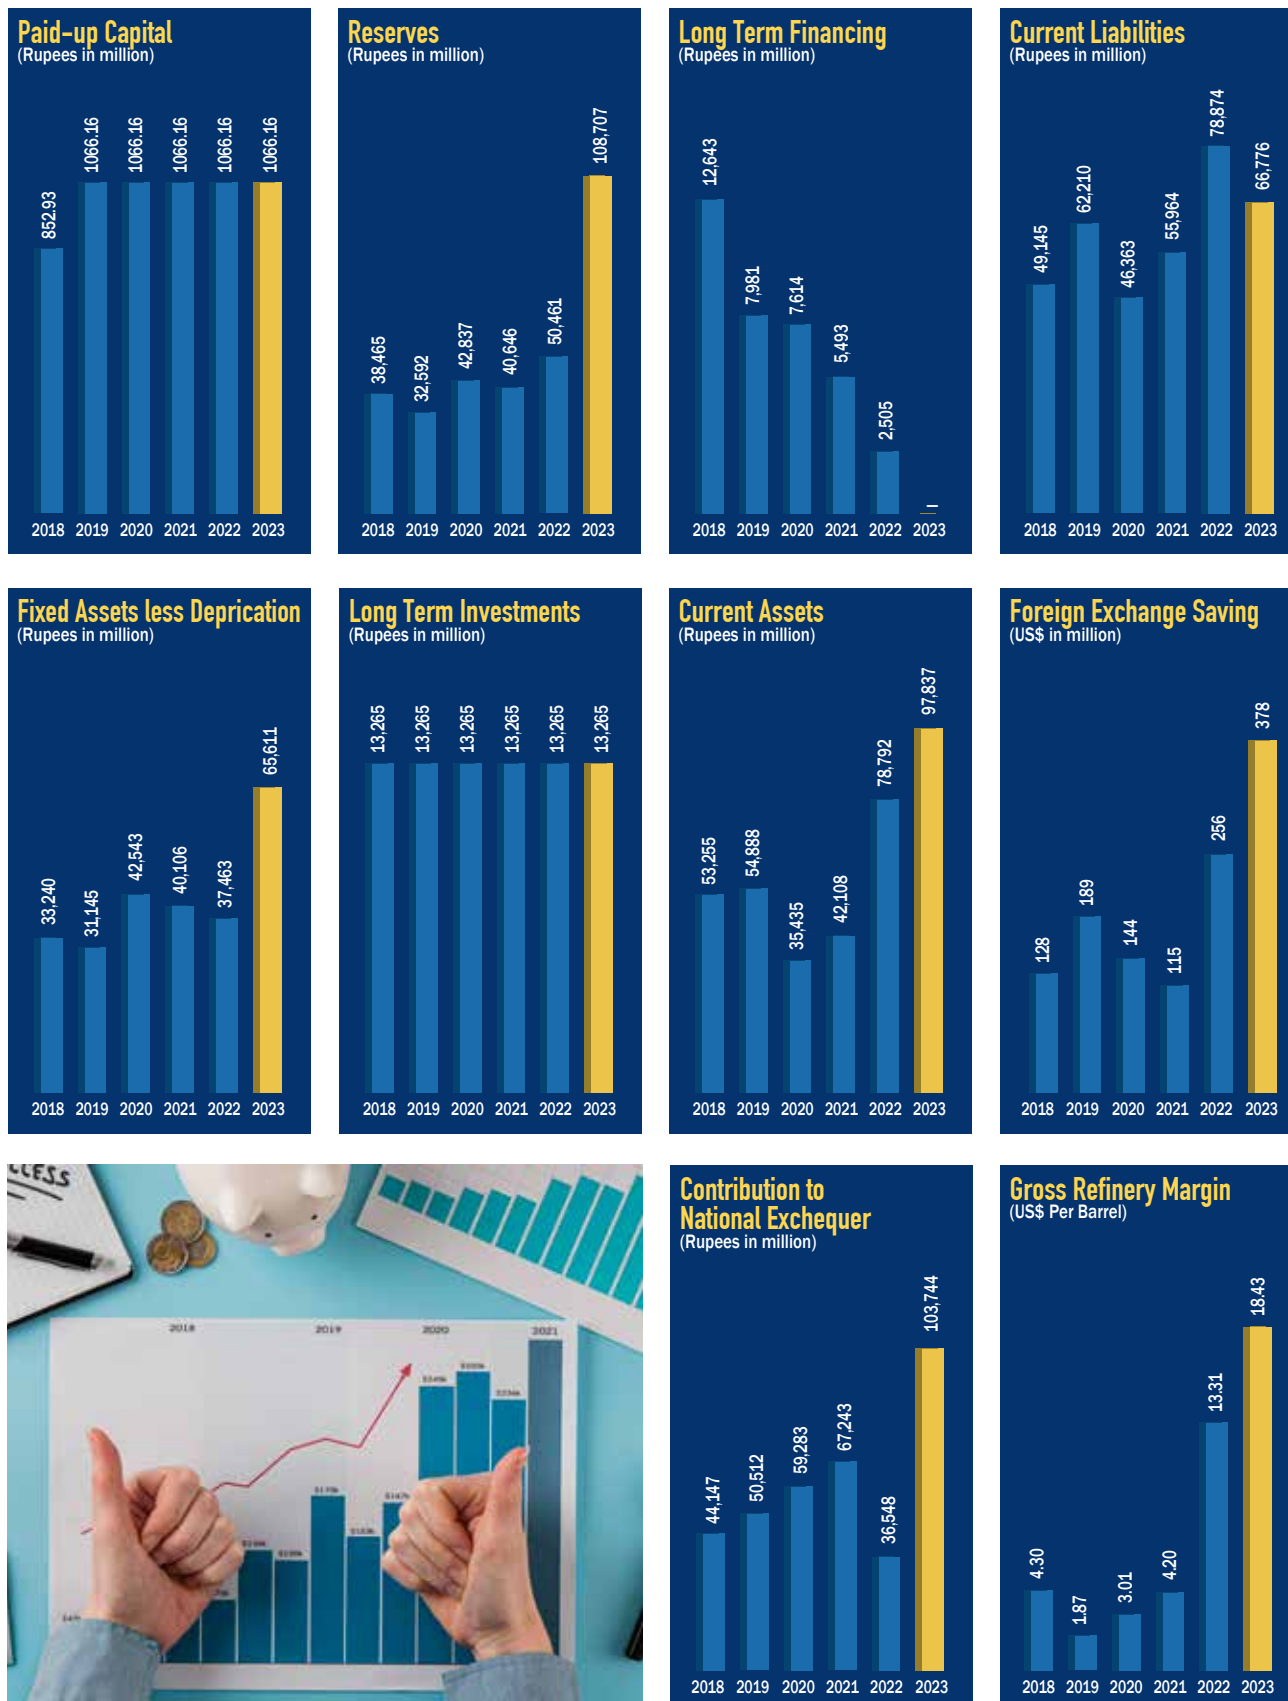 Paid-up Capital
(Rupees in million)
852.93
1066.16
1066.16
1066.16
1066.16
1066.16
2018 2019 2020 2021 2022 2023
Reserves
(Rupees in million)
38,465
32,592
42,837
40,646
50,461
108,707
2018 2019 2020 2021 2022 2023
Long Term Financing
(Rupees in million)
12,643
7,981
7,614
5,493
2,505
–
2018 2019 2020 2021 2022 2023
Current Liabilities
(Rupees in million)
49,145
62,210
46,363
55,964
78,874
66,776
2018 2019 2020 2021 2022 2023
Fixed Assets less Deprication
(Rupees in million)
33,240
31,145
42,543
40,106
37,463
65,611
2018 2019 2020 2021 2022 2023
Long Term Investments
(Rupees in million)
13,265
13,265
13,265
13,265
13,265
13,265
2018 2019 2020 2021 2022 2023
Current Assets
(Rupees in million)
53,255
54,888
35,435
42,108
78,792
97,837
2018 2019 2020 2021 2022 2023
Foreign Exchange Saving
(US$ in million)
128
189
144
115
256
378
2018 2019 2020 2021 2022 2023
2018 2019 2020 2021
Contribution to
National Exchequer
(Rupees in million)
44,147
50,512
59,283
67,243
36,548
103,744
2018 2019 2020 2021 2022 2023
Gross Refinery Margin
(US$ Per Barrel)
4.30
1.87
3.01
4.20
13.31
18.43
2018 2019 2020 2021 2022 2023